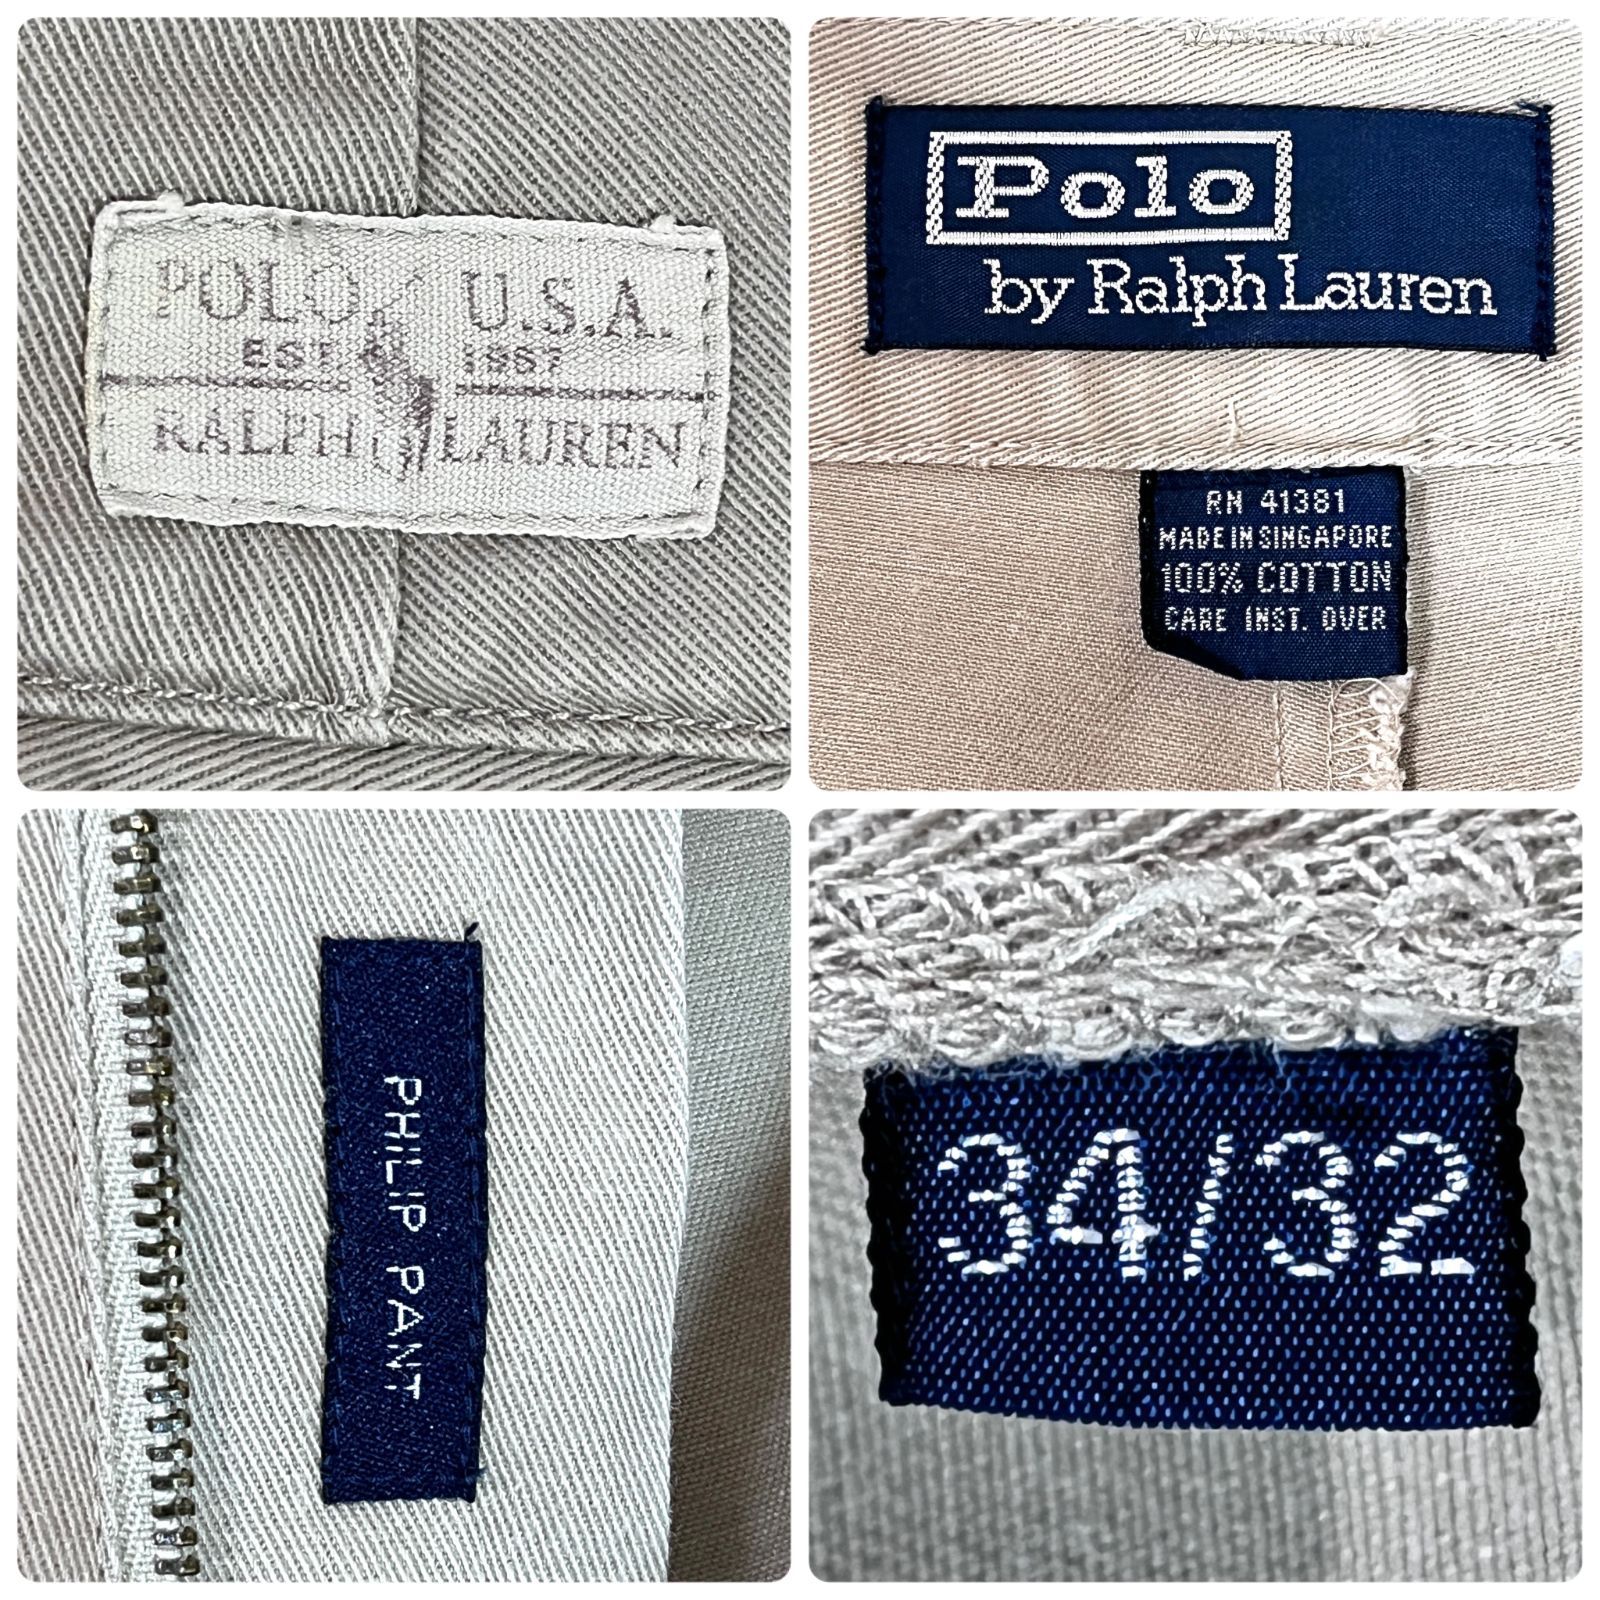 POLO U.S.A.
EST. 1967
RALPH LAUREN
Polo
by Ralph Lauren
RN 41381
MADE IN SINGAPORE
100% COTTON
CARE INST. OVER
PHILIP PANT
34/32